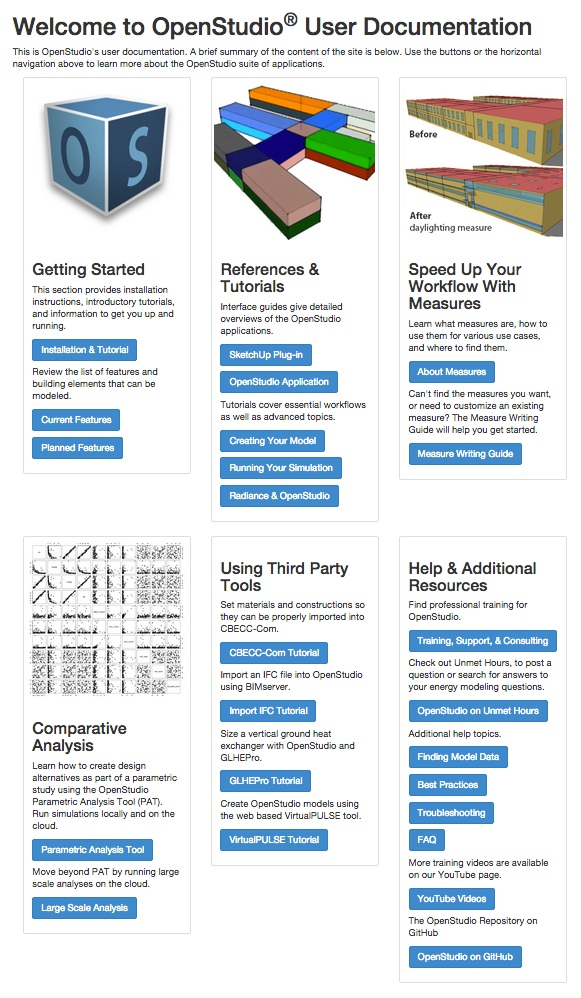 Welcome to OpenStudio® User Documentation
This is OpenStudio's user documentation. A brief summary of the content of the site is below. Use the buttons or the horizontal
navigation above to learn more about the OpenStudio suite of applications.
O S
Getting Started
This section provides installation
instructions, introductory tutorials,
and information to get you up and
running.
Installation & Tutorial
Review the list of features and
building elements that can be
modeled.
Current Features
Planned Features
References &
Tutorials
Interface guides give detailed
overviews of the OpenStudio
applications.
SketchUp Plug-in
OpenStudio Application
Tutorials cover essential workflows
as well as advanced topics.
Creating Your Model
Running Your Simulation
Radiance & OpenStudio
Before
After
daylighting measure
Speed Up Your
Workflow With
Measures
Learn what measures are, how to
use them for various use cases,
and where to find them.
About Measures
Can't find the measures you want,
or need to customize an existing
measure? The Measure Writing
Guide will help you get started.
Measure Writing Guide
Comparative
Analysis
Learn how to create design
alternatives as part of a parametric
study using the OpenStudio
Parametric Analysis Tool (PAT).
Run simulations locally and on the
cloud.
Parametric Analysis Tool
Move beyond PAT by running large
scale analyses on the cloud.
Large Scale Analysis
Using Third Party
Tools
Set materials and constructions so
they can be properly imported into
CBECC-Com.
CBECC-Com Tutorial
Import an IFC file into OpenStudio
using BIMserver.
Import IFC Tutorial
Size a vertical ground heat
exchanger with OpenStudio and
GLHEPro.
GLHEPro Tutorial
Create OpenStudio models using
the web based VirtualPULSE tool.
VirtualPULSE Tutorial
Help & Additional
Resources
Find professional training for
OpenStudio.
Training, Support, & Consulting
Check out Unmet Hours, to post a
question or search for answers to
your energy modeling questions.
OpenStudio on Unmet Hours
Additional help topics.
Finding Model Data
Best Practices
Troubleshooting
FAQ
More training videos are available
on our YouTube page.
YouTube Videos
The OpenStudio Repository on
GitHub
OpenStudio on GitHub